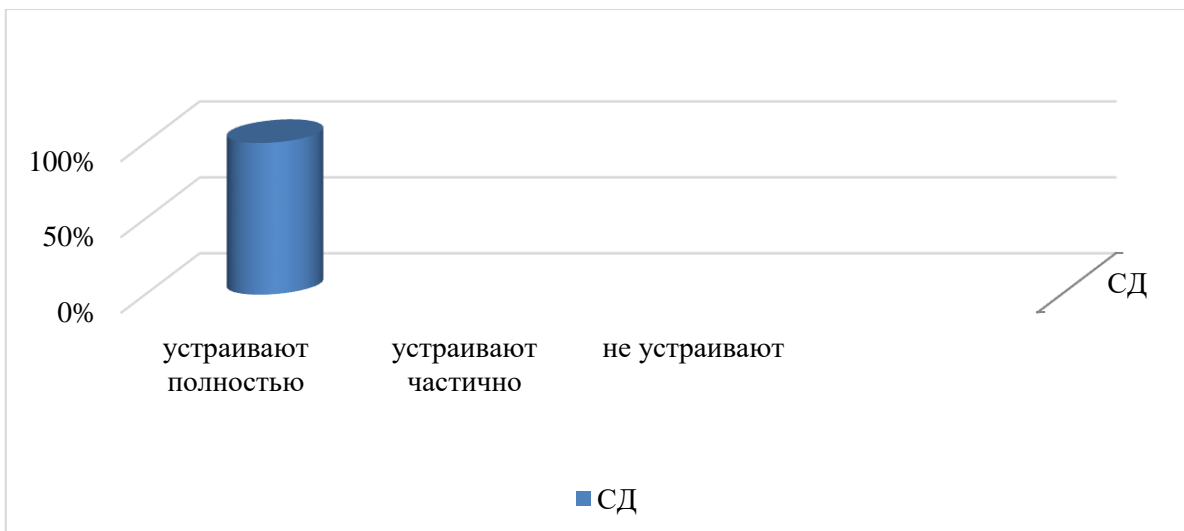 100%
50%
0%
СД
устраивают
полностью
устраивают
частично
не устраивают
СД